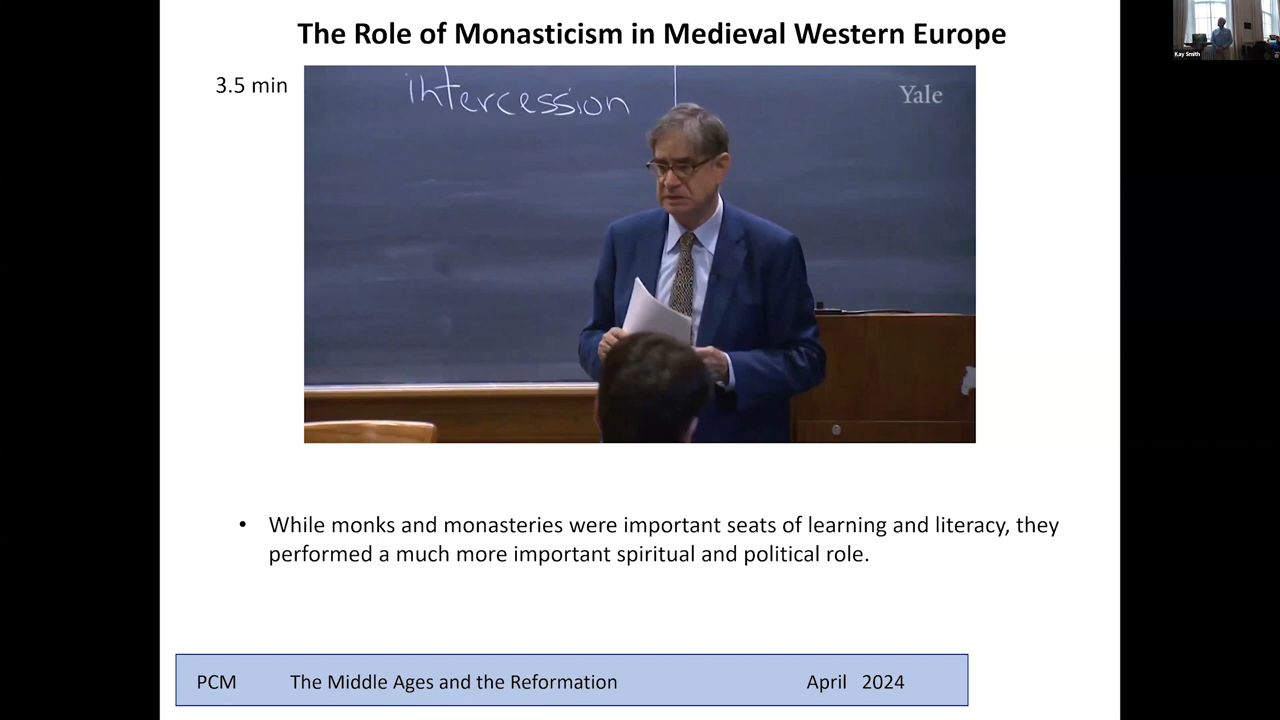 The Role of Monasticism in Medieval Western Europe
3.5 min
intercession
Yale
Kay Smith
• While monks and monasteries were important seats of learning and literacy, they
performed a much more important spiritual and political role.
PCM The Middle Ages and the Reformation April 2024